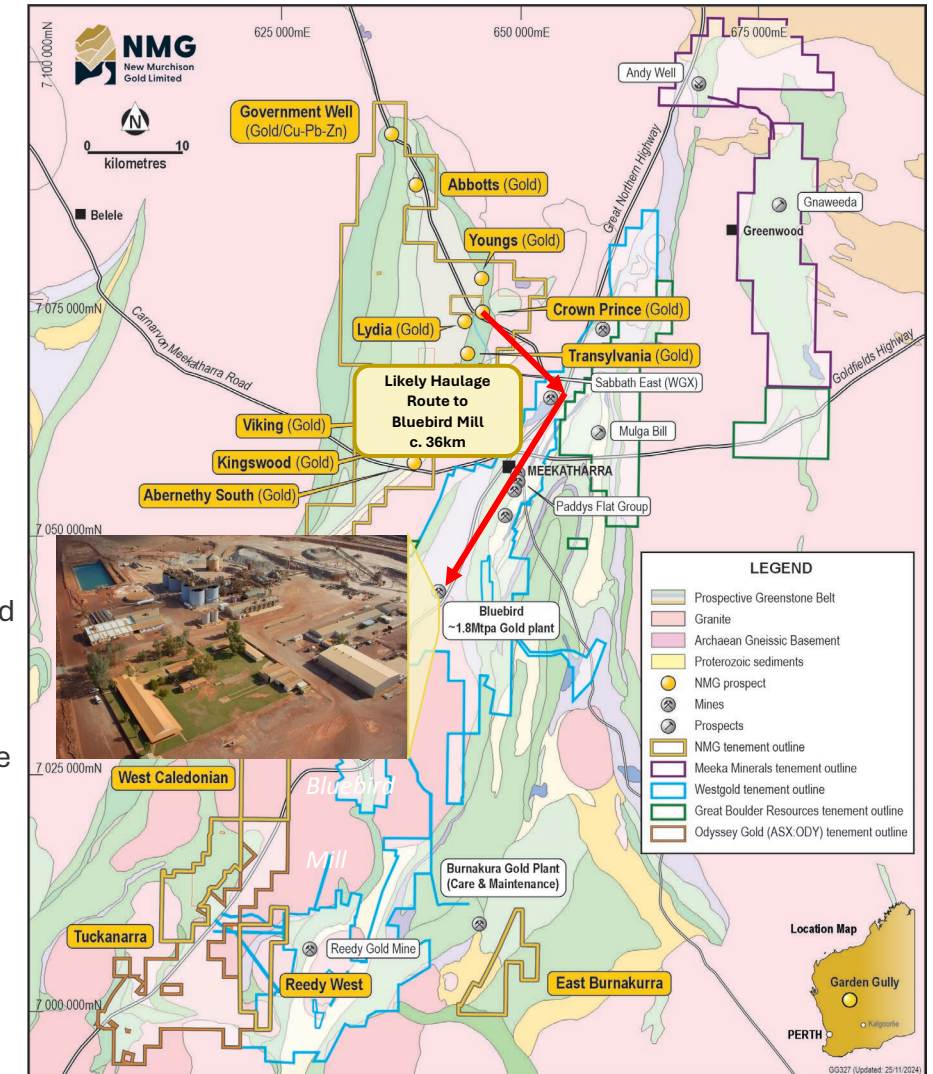 625 000mE
650 000mE
675 000mE
7 100 000mN
NMG
New Murchison
Gold Limited
N
0 10
kilometres
Government Well
(Gold/Cu-Pb-Zn)
Andy Well
Great Northern Highway
Abbotts (Gold)
Belele
Gnaweeda
Greenwood
Youngs (Gold)
7 075 000mN
Crown Prince (Gold)
Lydia (Gold)
Carnarvon Meekatharra Road
Goldfields Highway
Transylvania (Gold)
Likely Haulage
Route to
Bluebird Mill
c. 36km
Sabbath East (WGX)
Viking (Gold)
Mulga Bill
Kingswood (Gold)
MEEKATHARRA
Abernethy South (Gold)
Paddys Flat Group
7 050 000mN
LEGEND
Prospective Greenstone Belt
Granite
Archaean Gneissic Basement
Proterozoic sediments
NMG prospect
Mines
Prospects
NMG tenement outline
Meeka Minerals tenement outline
Westgold tenement outline
Great Boulder Resources tenement outline
Odyssey Gold (ASX:ODY) tenement outline
Bluebird
~1.8Mtpa Gold plant
d
e
7 025 000mN
West Caledonian
Bluebird
Mill
Burnakura Gold Plant
(Care & Maintenance)
Tuckanarra
Reedy Gold Mine
Reedy West
East Burnakurra
7 000 000mN
Location Map
Garden Gully
Kalgoorlie
PERTH
GG327 (Updated: 25/11/2024)